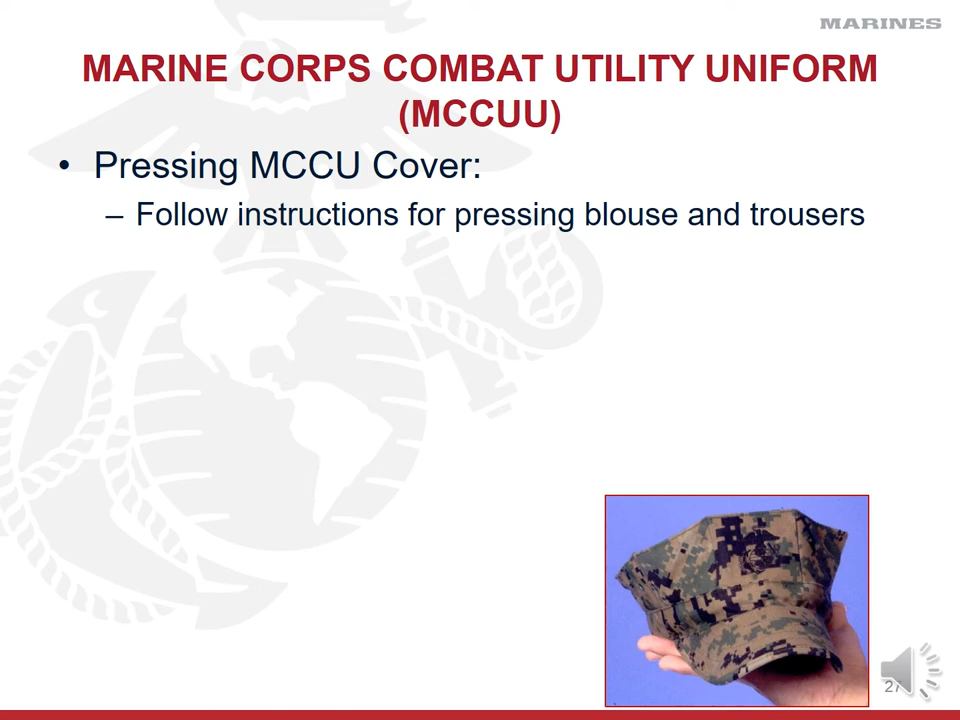 MARINES
MARINE CORPS COMBAT UTILITY UNIFORM
(MCCUU)
• Pressing MCCU Cover:
– Follow instructions for pressing blouse and trousers
27